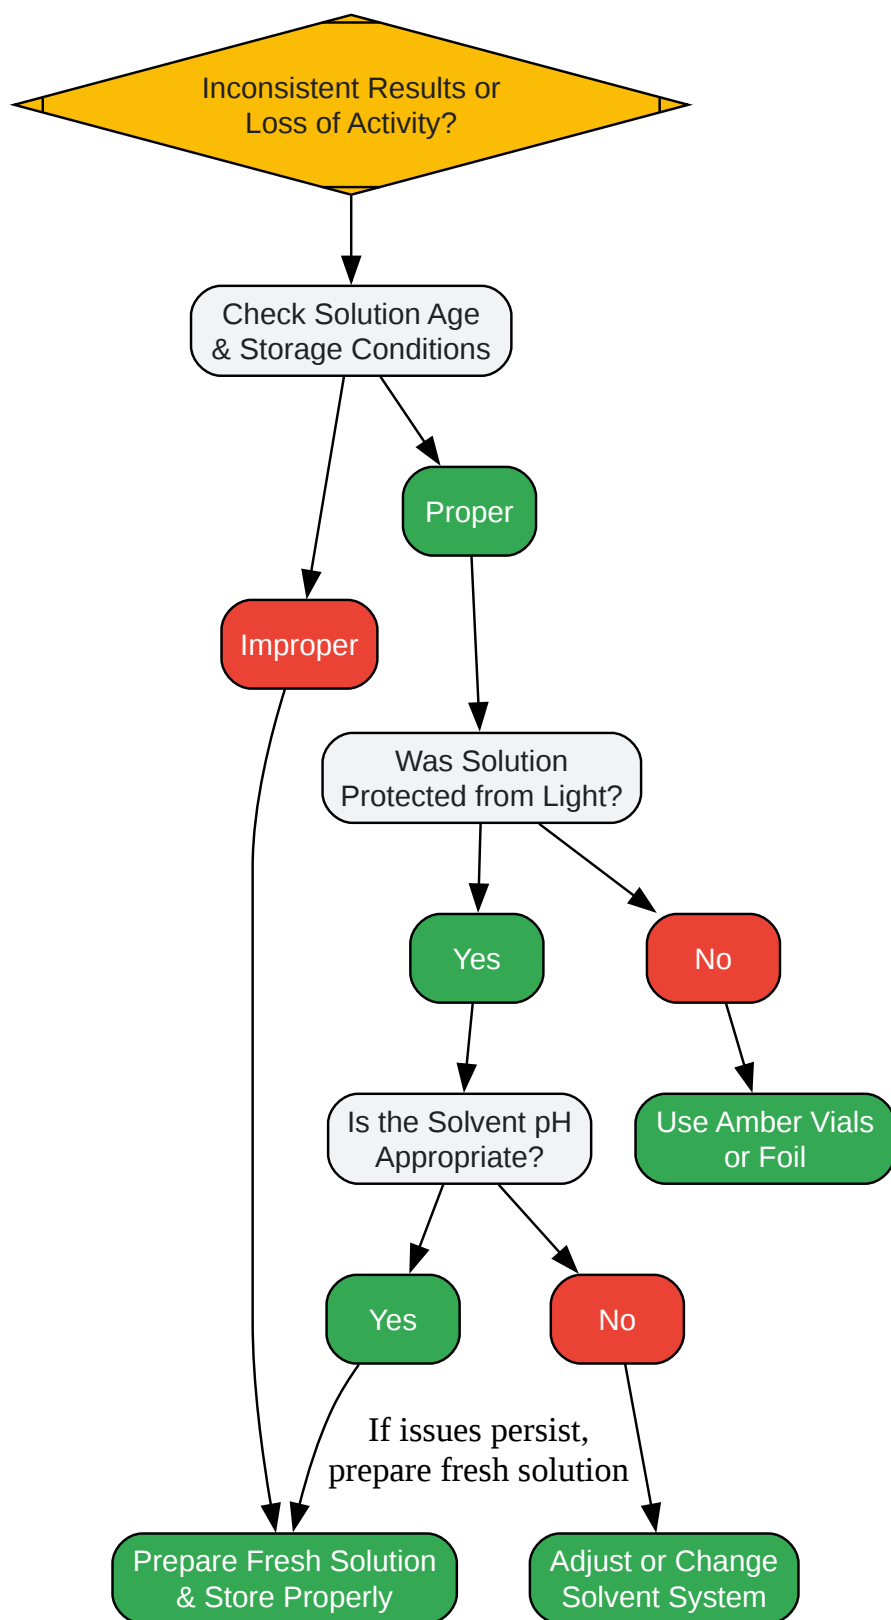 Inconsistent Results or
Loss of Activity?
Check Solution Age
& Storage Conditions
Proper
Improper
Was Solution
Protected from Light?
Yes
No
Is the Solvent pH
Appropriate?
Use Amber Vials
or Foil
Yes
No
If issues persist,
prepare fresh solution
Prepare Fresh Solution
& Store Properly
Adjust or Change
Solvent System